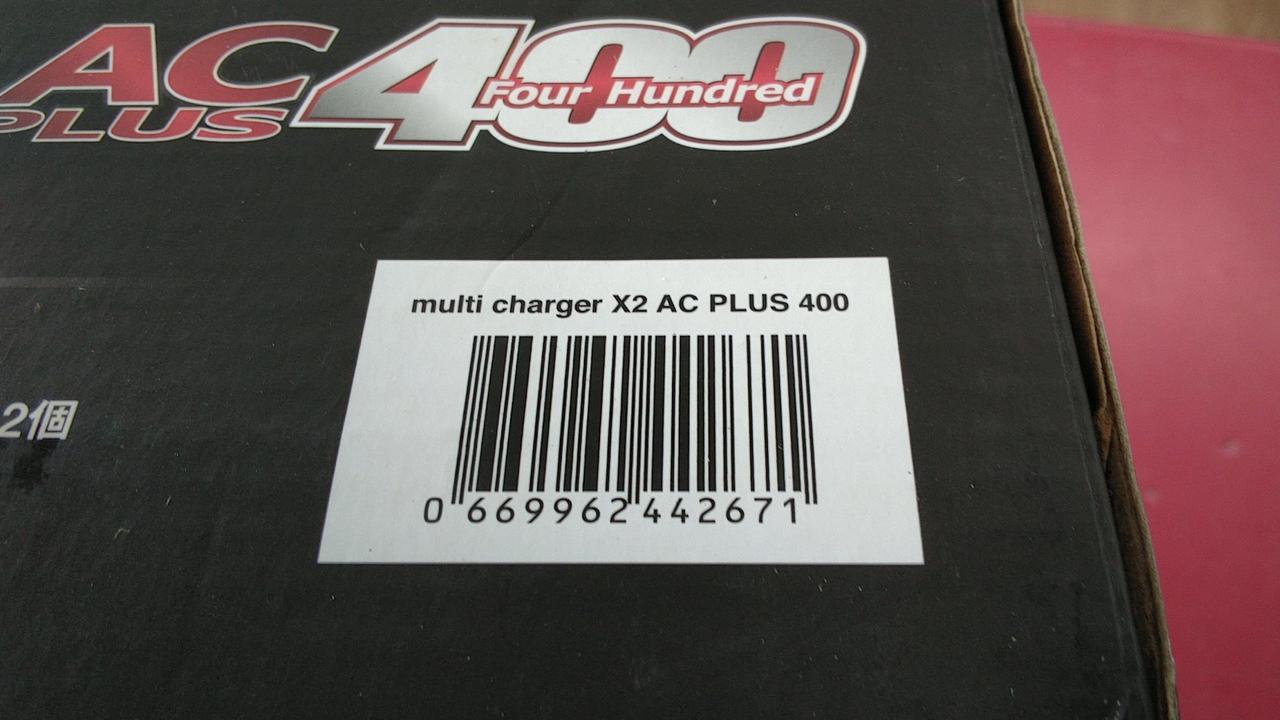 AC 400
Four Hundred
PLUS
multi charger X2 AC PLUS 400
2個
0 669962 442671